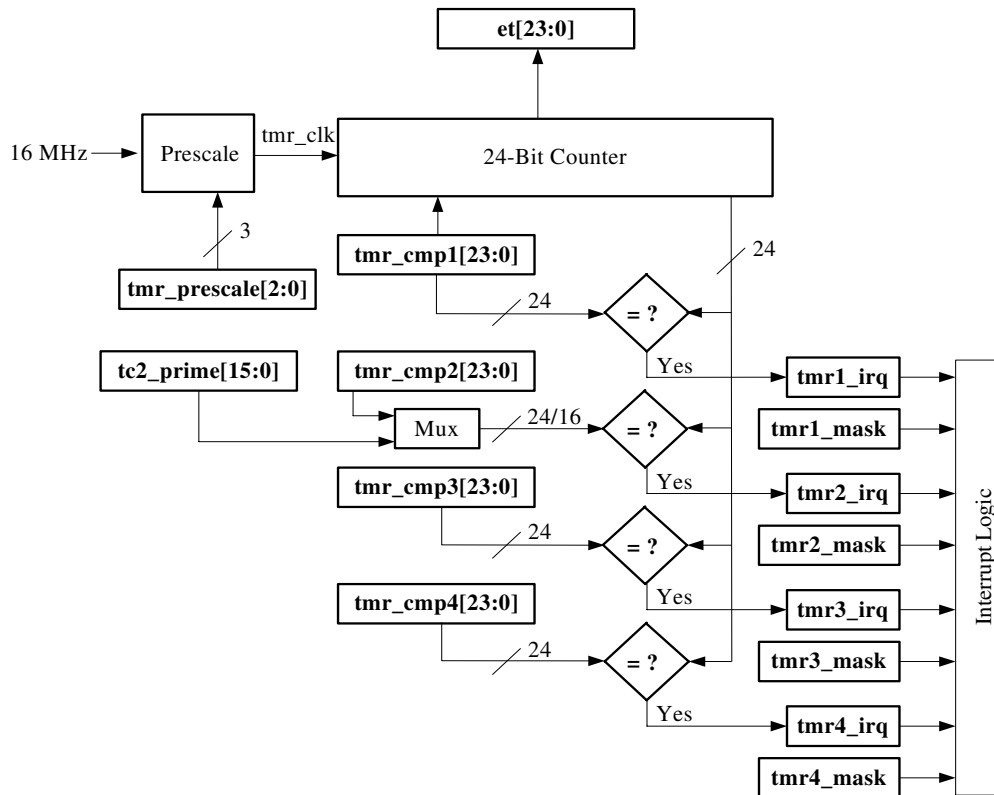 et[23:0]
16 MHz
Prescale
tmr_clk
24-Bit Counter
3
tmr_cmp1[23:0]
24
tmr_prescale[2:0]
24
= ?
Yes
tc2_prime[15:0]
tmr_cmp2[23:0]
tmr1_irq
Mux
24/16
= ?
tmr1_mask
Yes
tmr_cmp3[23:0]
tmr2_irq
24
= ?
tmr2_mask
Yes
tmr_cmp4[23:0]
tmr3_irq
24
= ?
tmr3_mask
Yes
tmr4_irq
tmr4_mask
Interrupt Logic